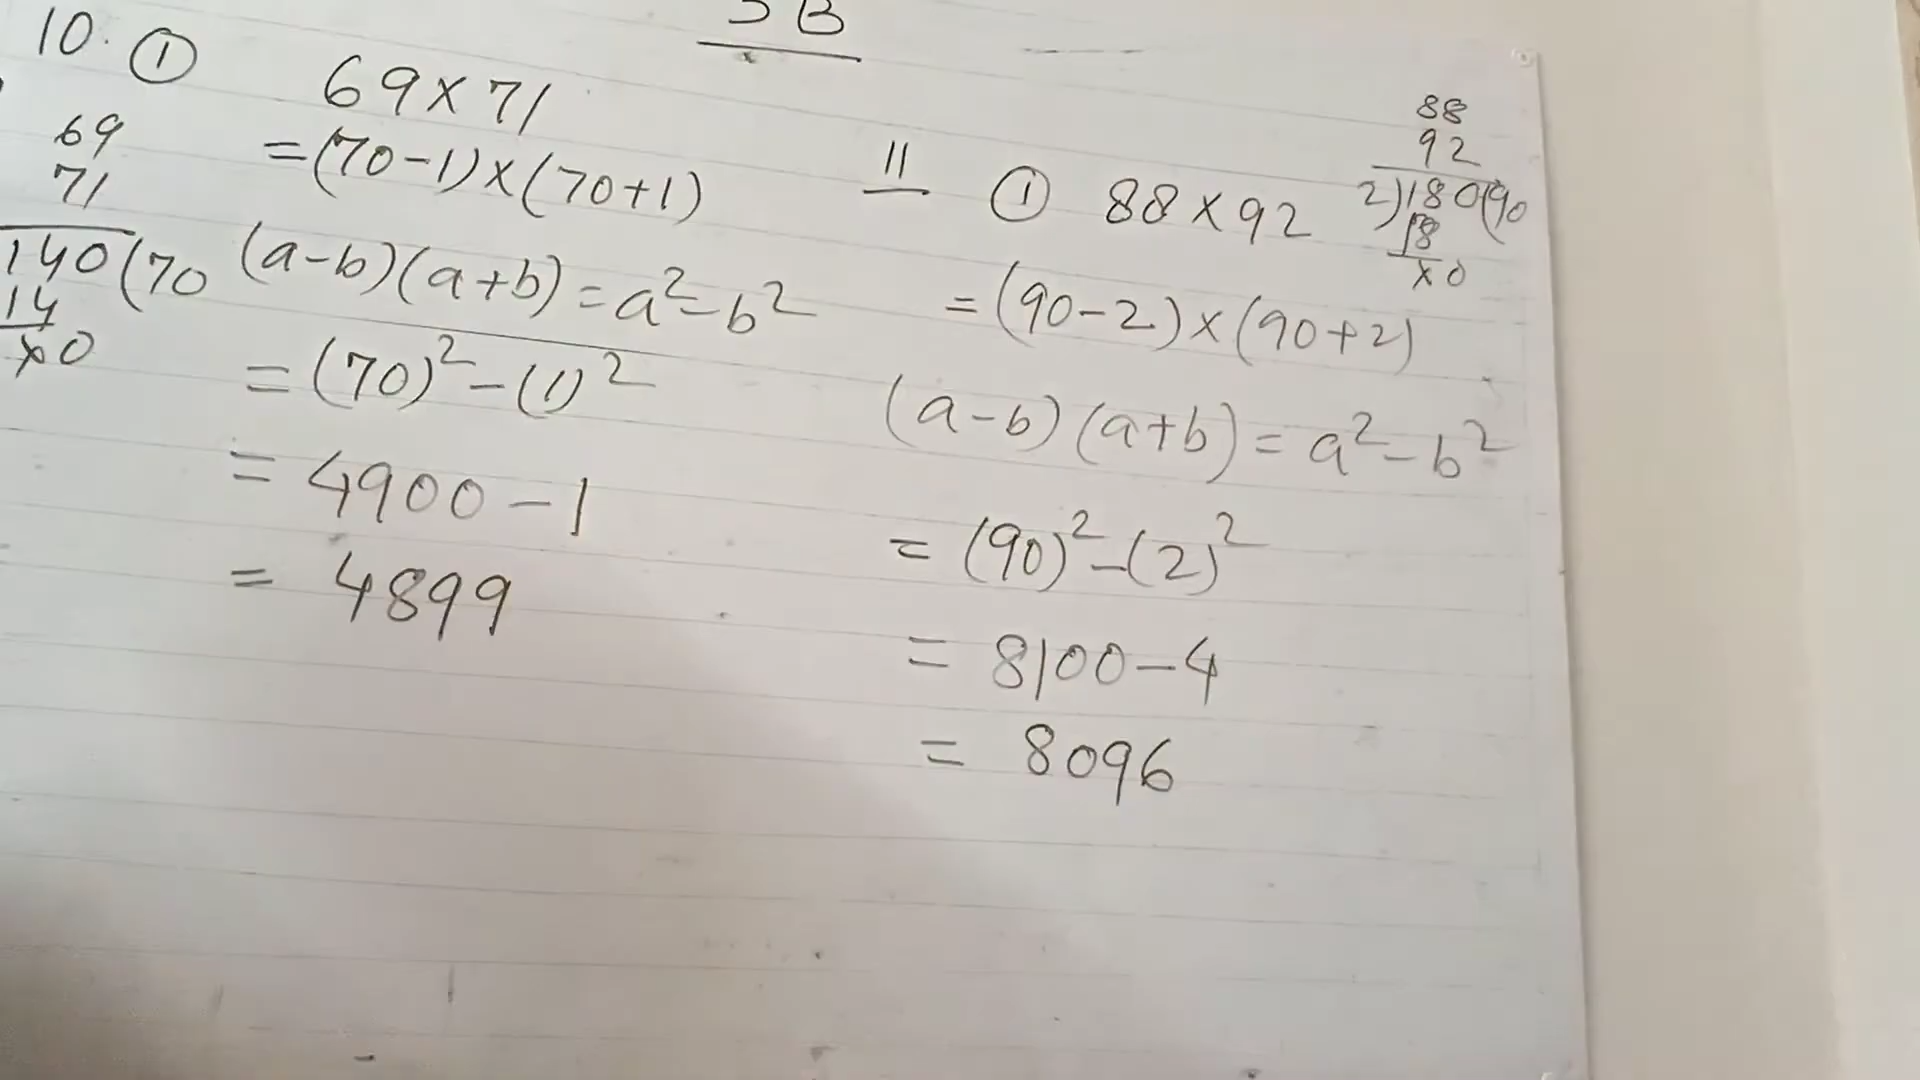 3B
10. ①
69 × 71
= (70-1) × (70+1)
(a-b)(a+b) = a² - b²
= (70)² - (1)²
= 4900 - 1
= 4899
69
71
140(70
14
×0
11 ① 88 × 92
= (90-2) × (90+2)
(a-b)(a+b) = a² - b²
= (90)² - (2)²
= 8100 - 4
= 8096
88
92
2)180(90
18
×0